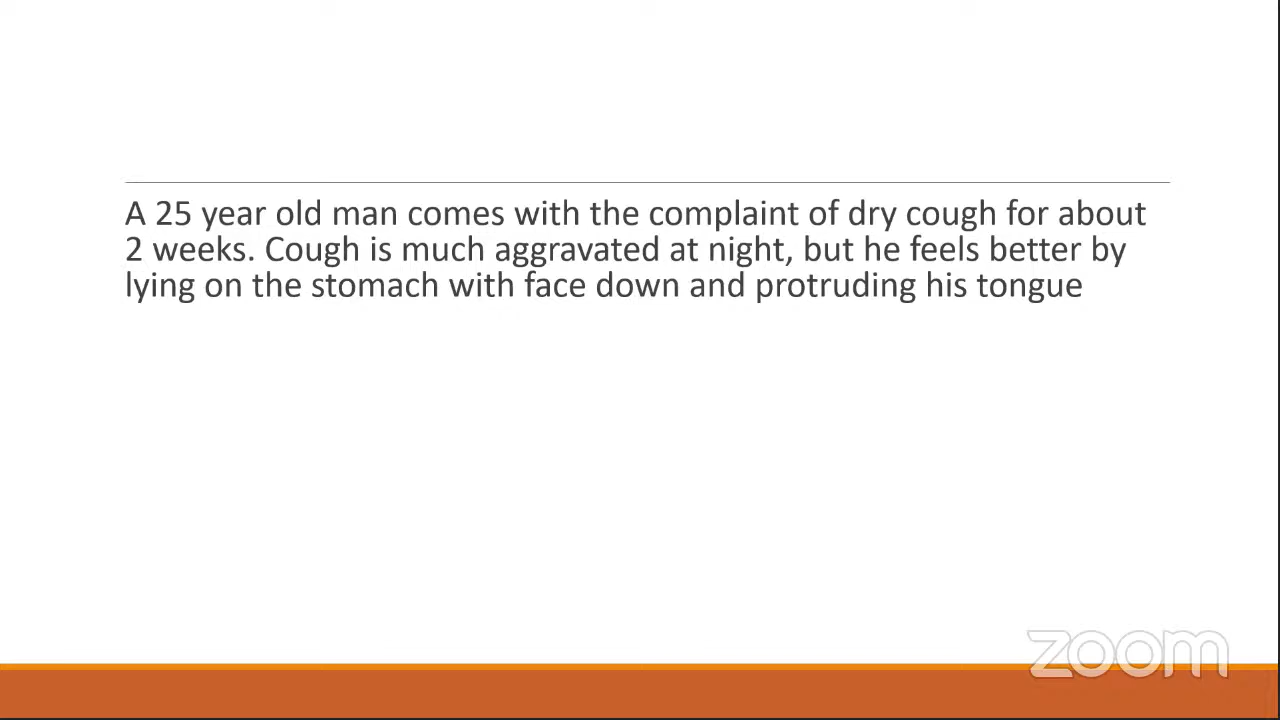 A 25 year old man comes with the complaint of dry cough for about
2 weeks. Cough is much aggravated at night, but he feels better by
lying on the stomach with face down and protruding his tongue
zoom